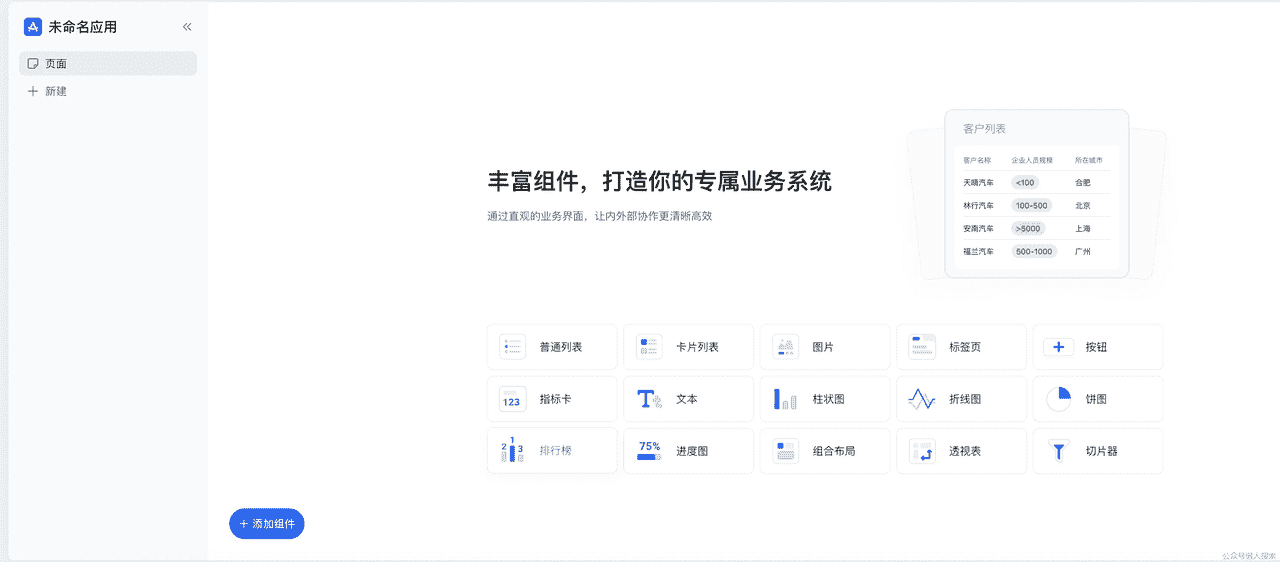 未命名应用
页面
新建
丰富组件，打造你的专属业务系统
通过直观的业务界面，让内外部协作更清晰高效
客户列表
客户名称 企业人员规模 所在城市
天晴汽车 <100 合肥
林行汽车 100-500 北京
安南汽车 >5000 上海
福兰汽车 500-1000 广州
普通列表 卡片列表 图片 标签页 按钮
123 指标卡 文本 柱状图 折线图 饼图
2 1 3 排行榜 75% 进度图 组合布局 透视表 切片器
添加组件
公众号懒人搜索